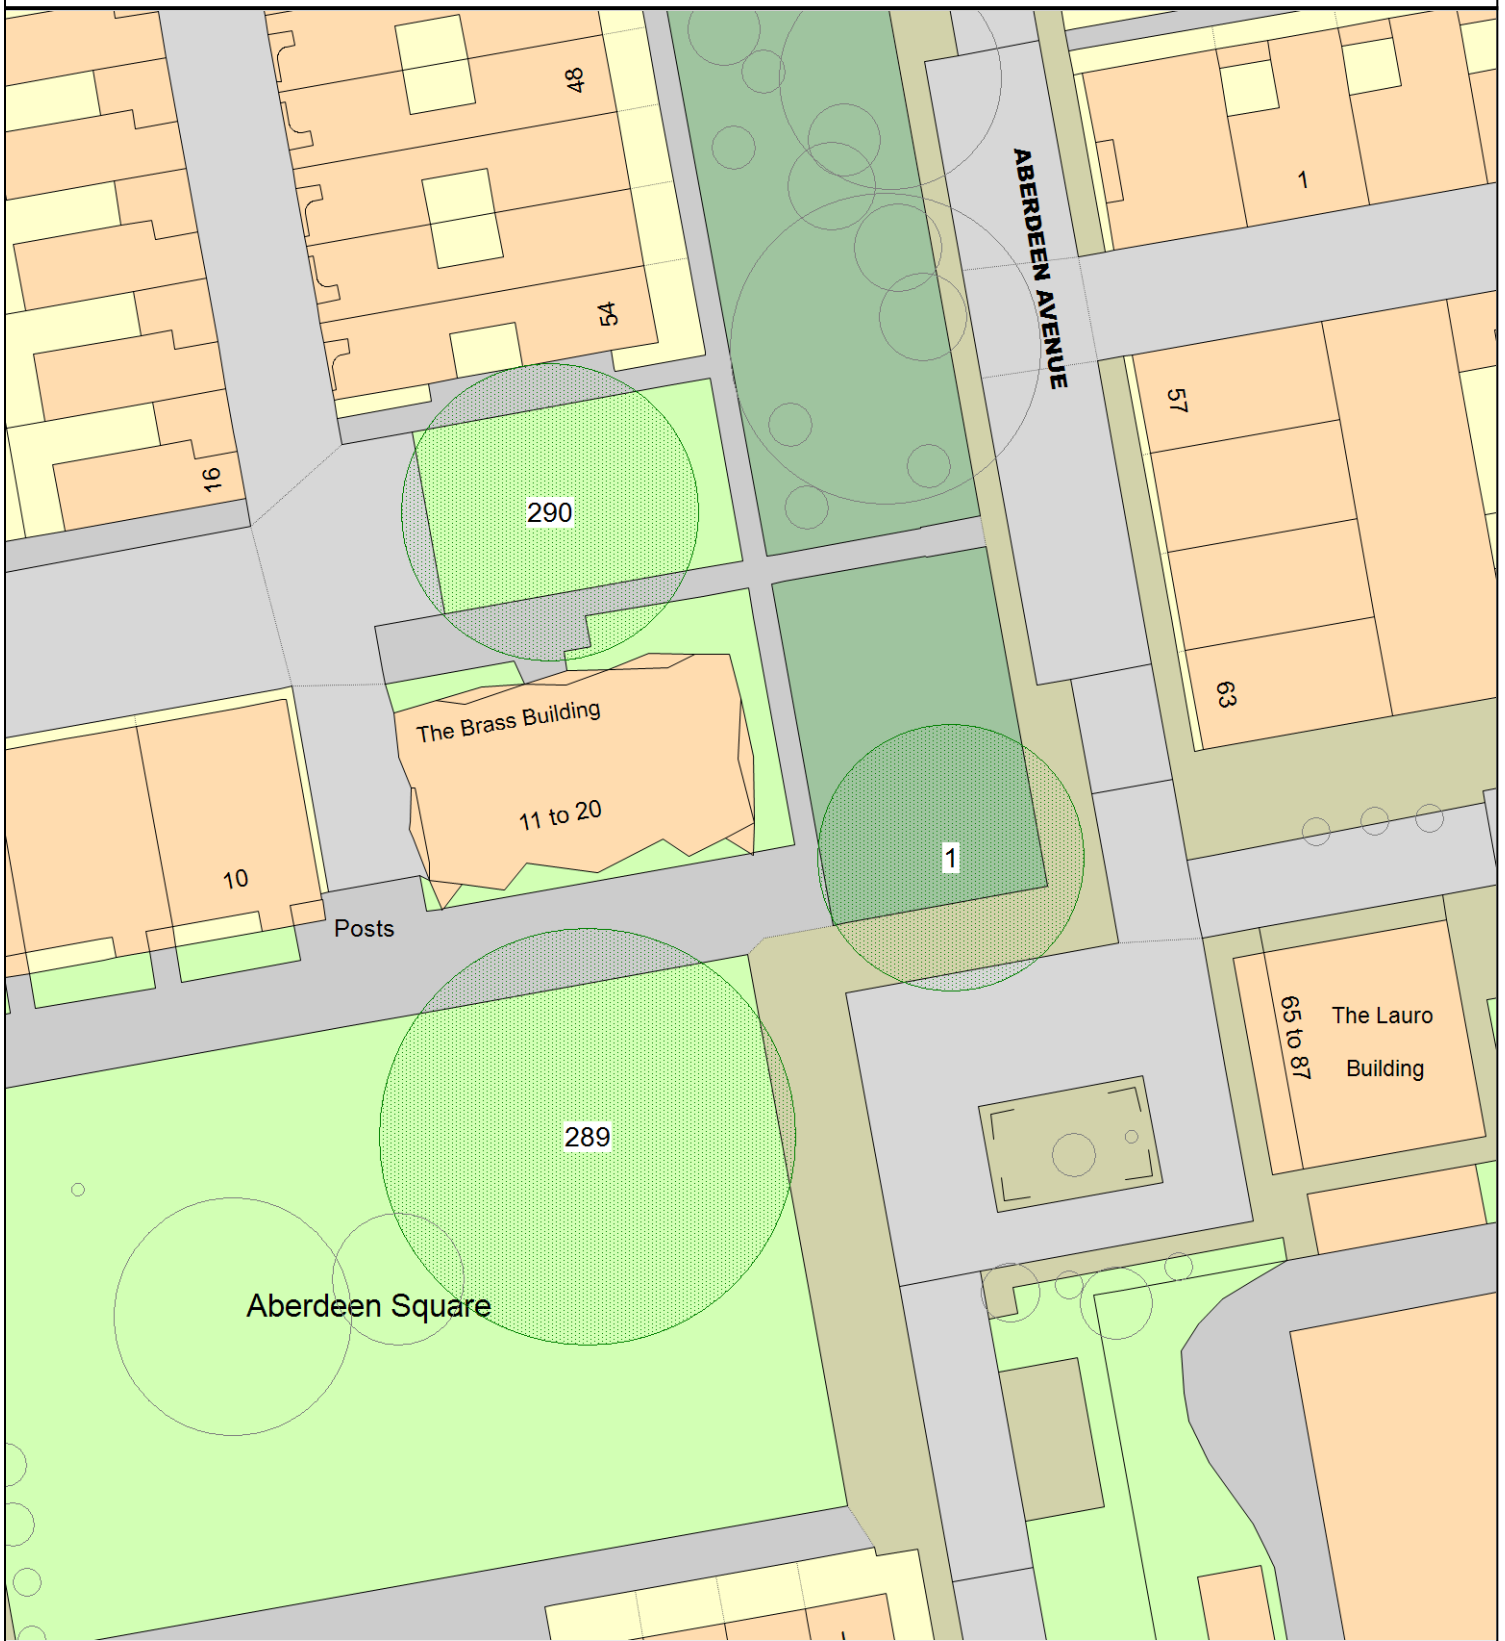 48
ABERDEEN AVENUE
1
54
57
16
290
63
The Brass Building
11 to 20
1
10
Posts
65 to 87
The Lauro
Building
289
Aberdeen Square